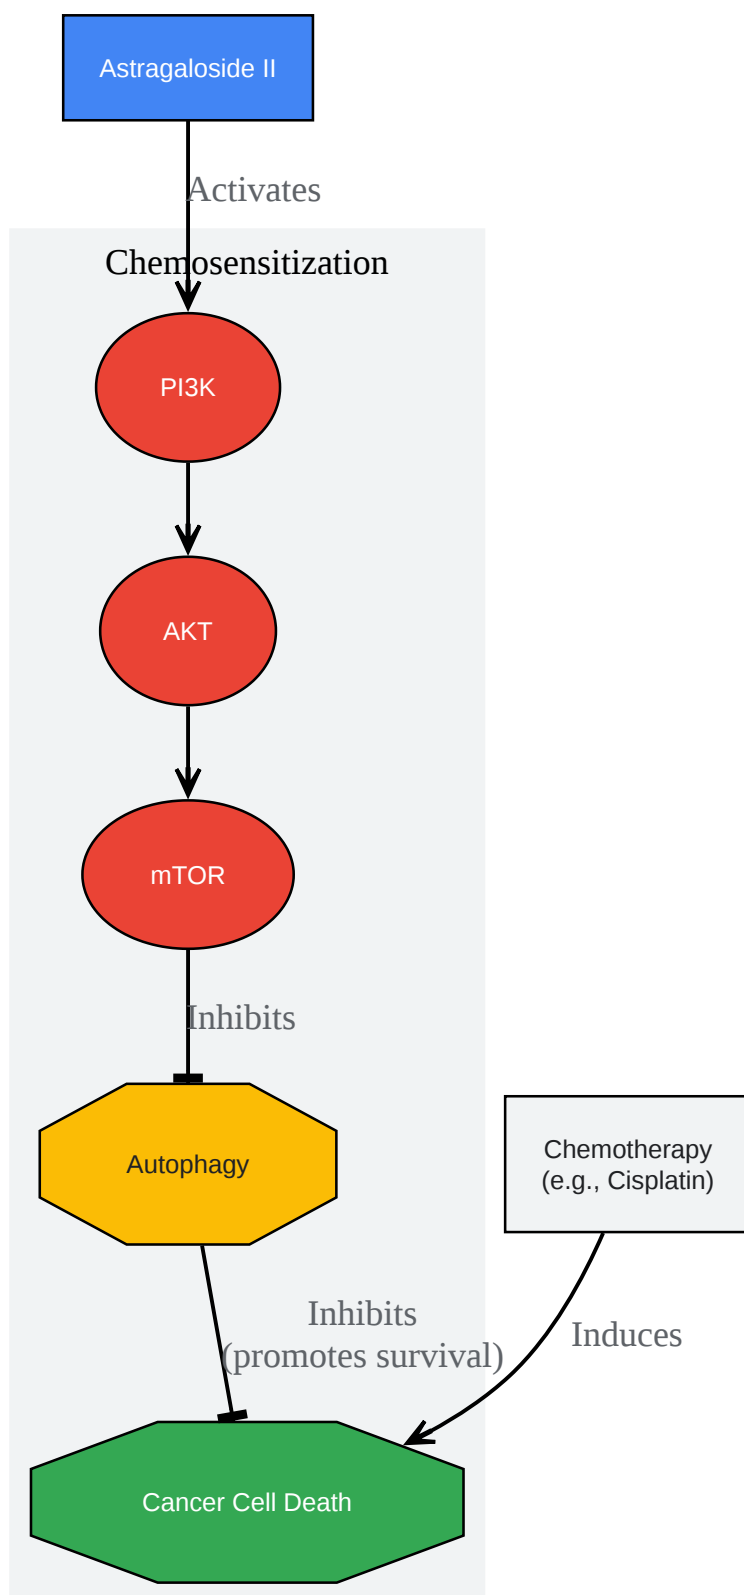 Astragaloside II
Activates
Chemosensitization
PI3K
AKT
mTOR
Inhibits
Autophagy
Chemotherapy
(e.g., Cisplatin)
Inhibits
(promotes survival)
Induces
Cancer Cell Death